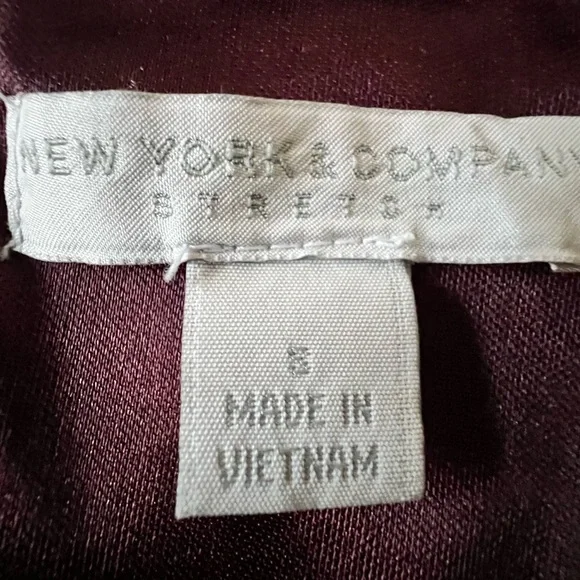 NEW YORK & COMPANY
STRETCH
MADE IN
VIETNAM